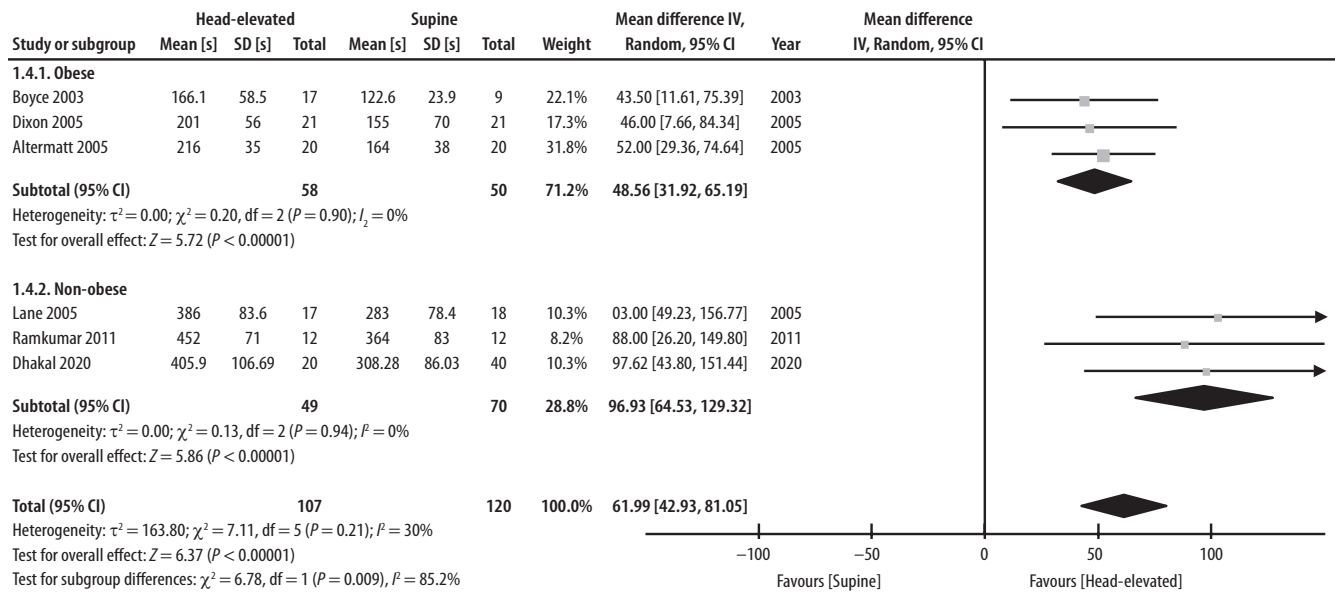 Head-elevated Supine Mean difference IV, Mean difference
Study or subgroup Mean [s] SD [s] Total Mean [s] SD [s] Total Weight Random, 95% CI Year IV, Random, 95% CI
1.4.1. Obese
Boyce 2003 166.1 58.5 17 122.6 23.9 9 22.1% 43.50 [11.61, 75.39] 2003
Dixon 2005 201 56 21 155 70 21 17.3% 46.00 [7.66, 84.34] 2005
Altermatt 2005 216 35 20 164 38 20 31.8% 52.00 [29.36, 74.64] 2005
Subtotal (95% CI) 58 50 71.2% 48.56 [31.92, 65.19]
Heterogeneity: τ² = 0.00; χ² = 0.20, df = 2 (P = 0.90); I₂ = 0%
Test for overall effect: Z = 5.72 (P < 0.00001)
1.4.2. Non-obese
Lane 2005 386 83.6 17 283 78.4 18 10.3% 03.00 [49.23, 156.77] 2005
Ramkumar 2011 452 71 12 364 83 12 8.2% 88.00 [26.20, 149.80] 2011
Dhakal 2020 405.9 106.69 20 308.28 86.03 40 10.3% 97.62 [43.80, 151.44] 2020
Subtotal (95% CI) 49 70 28.8% 96.93 [64.53, 129.32]
Heterogeneity: τ² = 0.00; χ² = 0.13, df = 2 (P = 0.94); I² = 0%
Test for overall effect: Z = 5.86 (P < 0.00001)
Total (95% CI) 107 120 100.0% 61.99 [42.93, 81.05]
Heterogeneity: τ² = 163.80; χ² = 7.11, df = 5 (P = 0.21); I² = 30%
Test for overall effect: Z = 6.37 (P < 0.00001)
Test for subgroup differences: χ² = 6.78, df = 1 (P = 0.009), I² = 85.2%
−100 −50 0 50 100
Favours [Supine] Favours [Head-elevated]